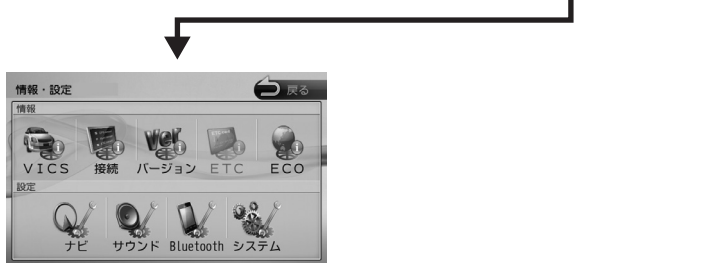 情報・設定
戻る
情報
VICS 接続 バージョン ETC ECO
設定
ナビ サウンド Bluetooth システム